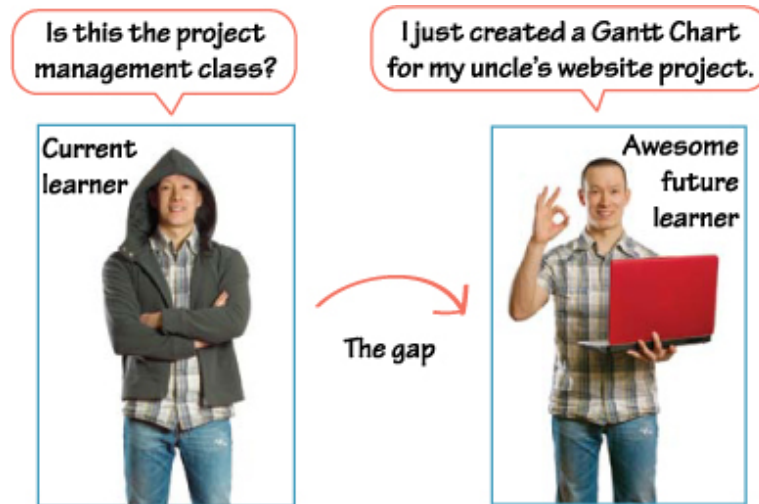 Is this the project
management class?
I just created a Gantt Chart
for my uncle's website project.
Current
learner
Awesome
future
learner
The gap